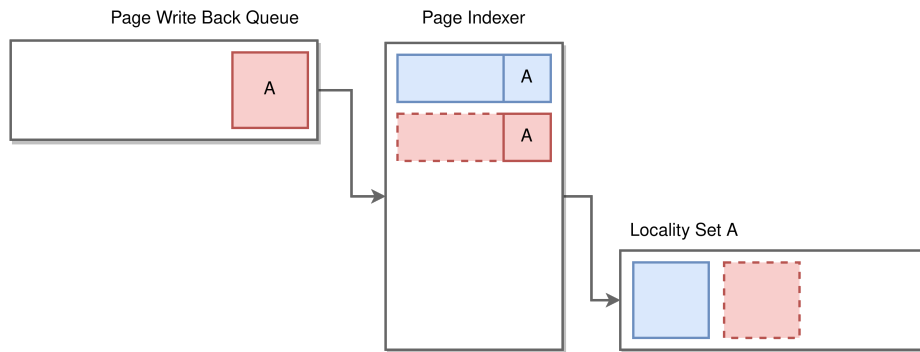 Page Write Back Queue
Page Indexer
A
A
A
Locality Set A